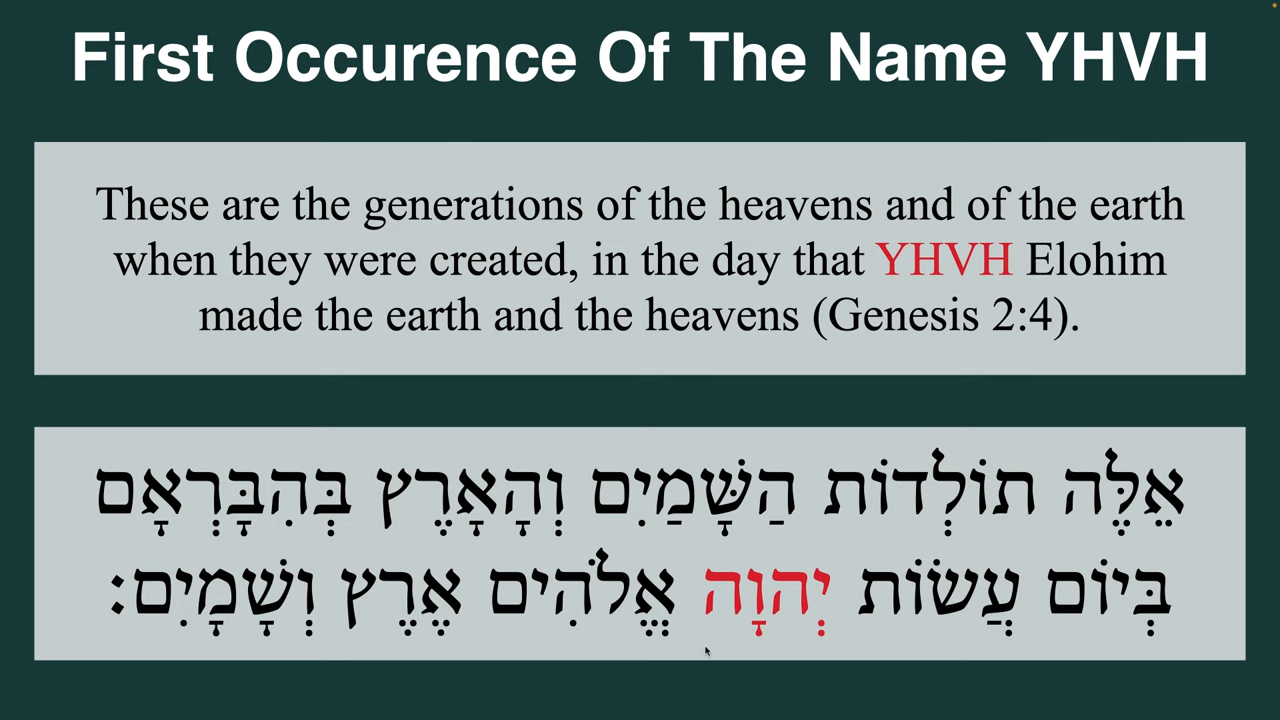 First Occurence Of The Name YHVH
These are the generations of the heavens and of the earth
when they were created, in the day that YHVH Elohim
made the earth and the heavens (Genesis 2:4).
אֵלֶּה תוֹלְדוֹת הַשָּׁמַיִם וְהָאָרֶץ בְּהִבָּרְאָם
בְּיוֹם עֲשׂוֹת יְהוָה אֱלֹהִים אֶרֶץ וְשָׁמָיִם׃